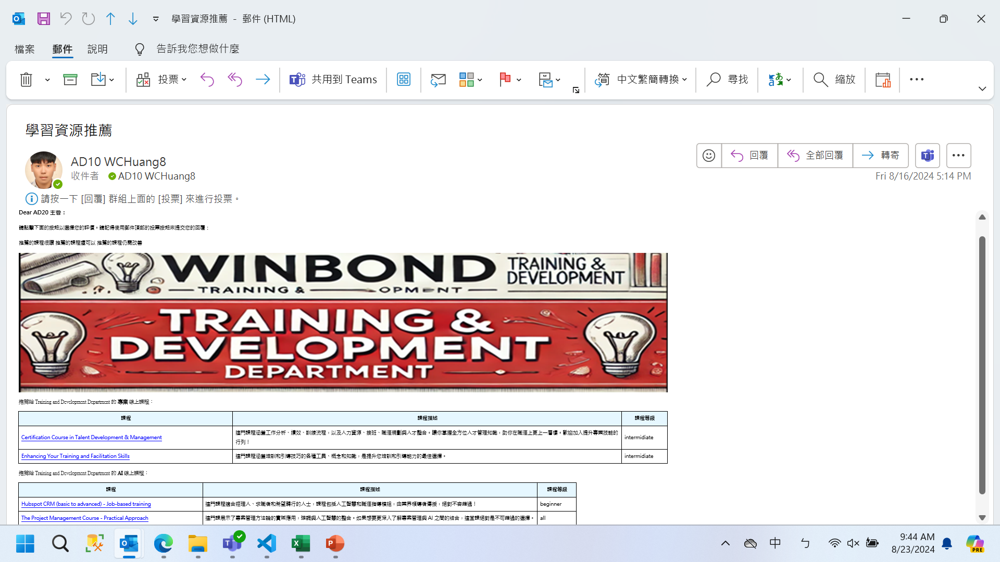 學習資源推薦 - 郵件 (HTML)
檔案 郵件 說明 告訴我您想做什麼
投票 共用到 Teams 中文繁簡轉換 尋找 縮放
學習資源推薦
AD10 WCHuang8
收件者 AD10 WCHuang8
回覆 全部回覆 轉寄
Fri 8/16/2024 5:14 PM
請按一下 [回覆] 群組上面的 [投票] 來進行投票。
Dear AD20 主管：
請點擊下面的按鈕以選擇您的評價。請記得使用郵件頂部的投票按鈕來提交您的回覆：
推薦的課程很讚 推薦的課程還可以 推薦的課程仍需改善
WINBOND TRAINING &
DEVELOPMENT
TRAINING & OPMENT
TRAINING &
DEVELOPMENT
DEPARTMENT
推薦給 Training and Development Department 的 專業 線上課程：
課程 課程描述 課程等級
Certification Course in Talent Development & Management 這門課程涵蓋工作分析、績效、訓練流程，以及人力資源、接班、職涯規劃與人才整合。讓你掌握全方位人才管理知識，助你在職涯上更上一層樓。歡迎加入提升專業技能的
行列！ intermidiate
Enhancing Your Training and Facilitation Skills 這門課程涵蓋培訓和引導技巧的各種工具、概念和知識，是提升您培訓和引導能力的最佳選擇。 intermidiate
推薦給 Training and Development Department 的 AI 線上課程：
課程 課程描述 課程等級
Hubspot CRM (basic to advanced) - Job-based training 這門課程適合經理人、求職者和希望轉行的人士，課程包括人工智慧和職涯指導模組，由業界領導者傳授，絕對不容錯過！ beginner
The Project Management Course - Practical Approach 這門課展示了專案管理方法論的實際應用，強調與人工智慧的整合。如果想要更深入了解專案管理與 AI 之間的結合，這堂課絕對是不可錯過的選擇。 all
中 ㄅ 9:44 AM
8/23/2024
PRE